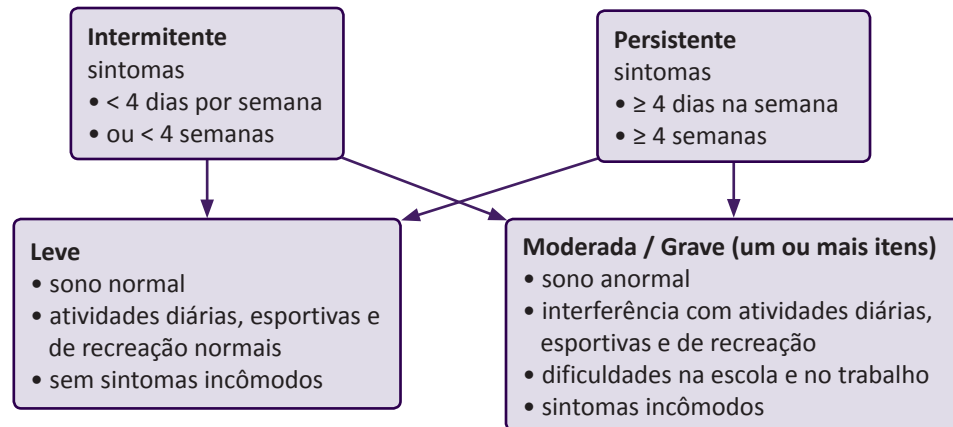 Intermitente
sintomas
• < 4 dias por semana
• ou < 4 semanas
Persistente
sintomas
• ≥ 4 dias na semana
• ≥ 4 semanas
Leve
• sono normal
• atividades diárias, esportivas e
de recreação normais
• sem sintomas incômodos
Moderada / Grave (um ou mais itens)
• sono anormal
• interferência com atividades diárias,
esportivas e de recreação
• dificuldades na escola e no trabalho
• sintomas incômodos